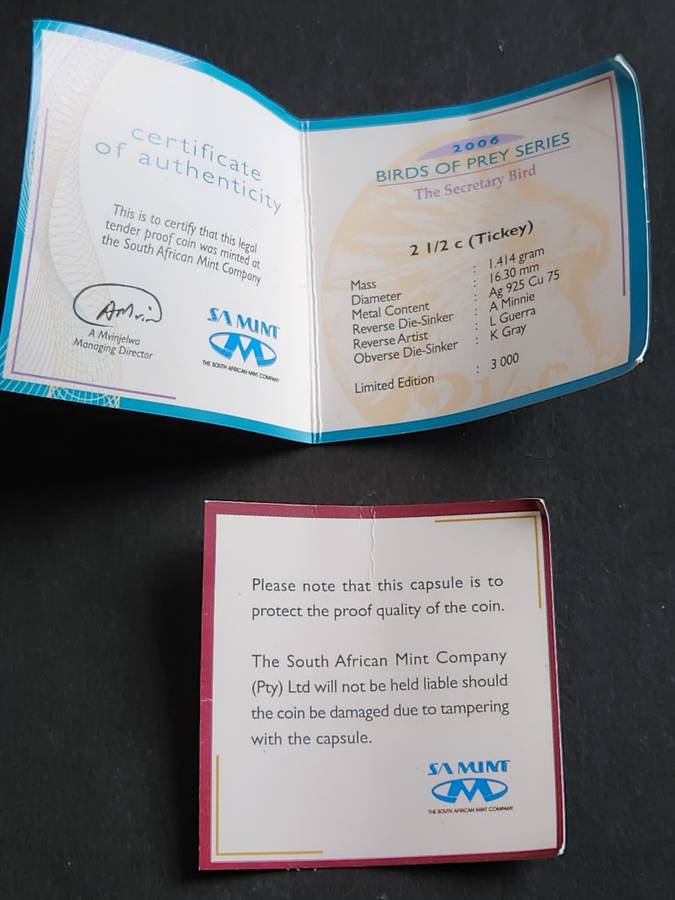 certificate
of authenticity
This is to certify that this legal
tender proof coin was minted at
the South African Mint Company
A Mvinjelwa
Managing Director
SA MINT
THE SOUTH AFRICAN MINT COMPANY
2006
BIRDS OF PREY SERIES
The Secretary Bird
2 1/2 c (Tickey)
Mass : 1.414 gram
Diameter : 16.30 mm
Metal Content : Ag 925 Cu 75
Reverse Die-Sinker : A Minnie
Reverse Artist : L Guerra
Obverse Die-Sinker : K Gray
Limited Edition : 3 000
Please note that this capsule is to
protect the proof quality of the coin.
The South African Mint Company
(Pty) Ltd will not be held liable should
the coin be damaged due to tampering
with the capsule.
SA MINT
THE SOUTH AFRICAN MINT COMPANY